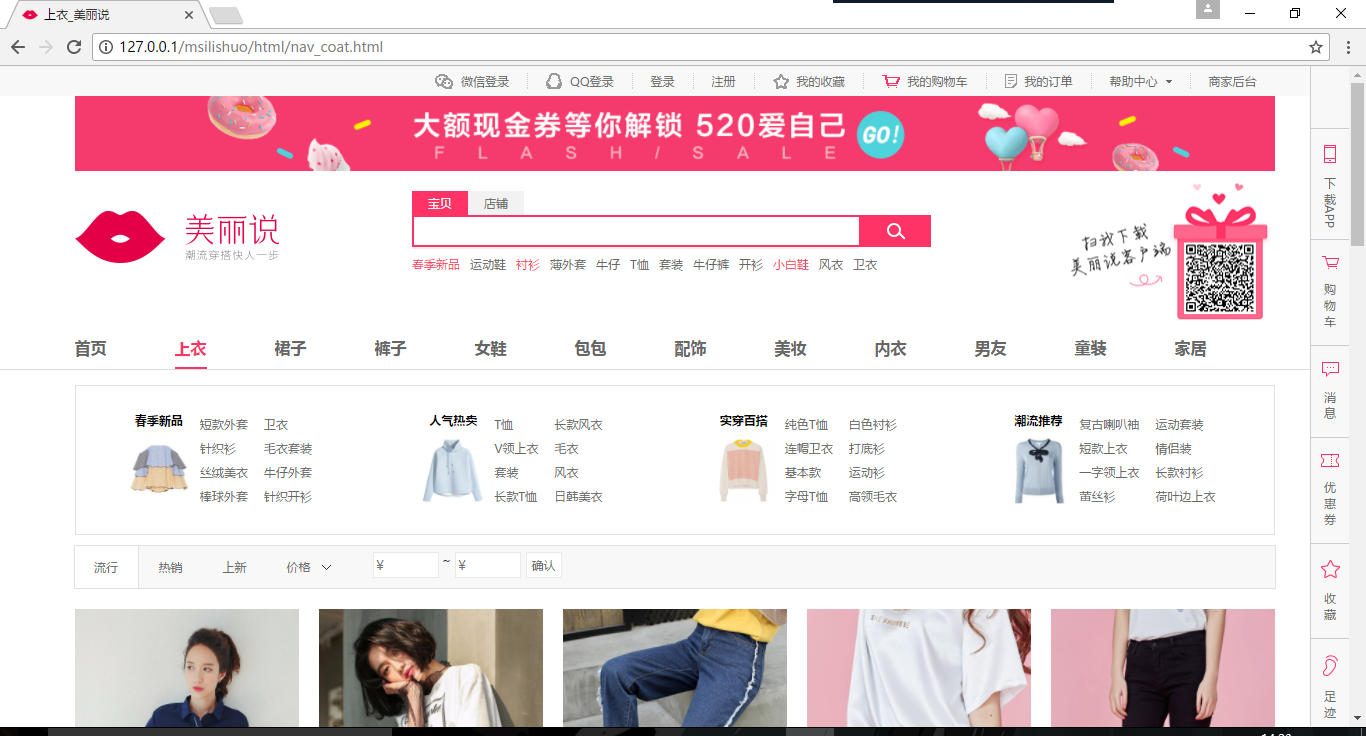 上衣_美丽说
127.0.0.1/msilishuo/html/nav_coat.html
微信登录 QQ登录 登录 注册 我的收藏 我的购物车 我的订单 帮助中心 商家后台
大额现金券等你解锁 520爱自己 GO!
FLASH/SALE
宝贝 店铺
美丽说
潮流穿搭快人一步
春季新品 运动鞋 衬衫 薄外套 牛仔 T恤 套装 牛仔裤 开衫 小白鞋 风衣 卫衣
扫我下载
美丽说客户端
首页 上衣 裙子 裤子 女鞋 包包 配饰 美妆 内衣 男友 童装 家居
春季新品
短款外套 卫衣
针织衫 毛衣套装
丝绒美衣 牛仔外套
棒球外套 针织开衫
人气热卖
T恤 长款风衣
V领上衣 毛衣
套装 风衣
长款T恤 日韩美衣
实穿百搭
纯色T恤 白色衬衫
连帽卫衣 打底衫
基本款 运动衫
字母T恤 高领毛衣
潮流推荐
复古喇叭袖 运动套装
短款上衣 情侣装
一字领上衣 长款衬衫
蕾丝衫 荷叶边上衣
流行 热销 上新 价格 ¥ ~ ¥ 确认
下载APP
购物车
消息
优惠券
收藏
足迹